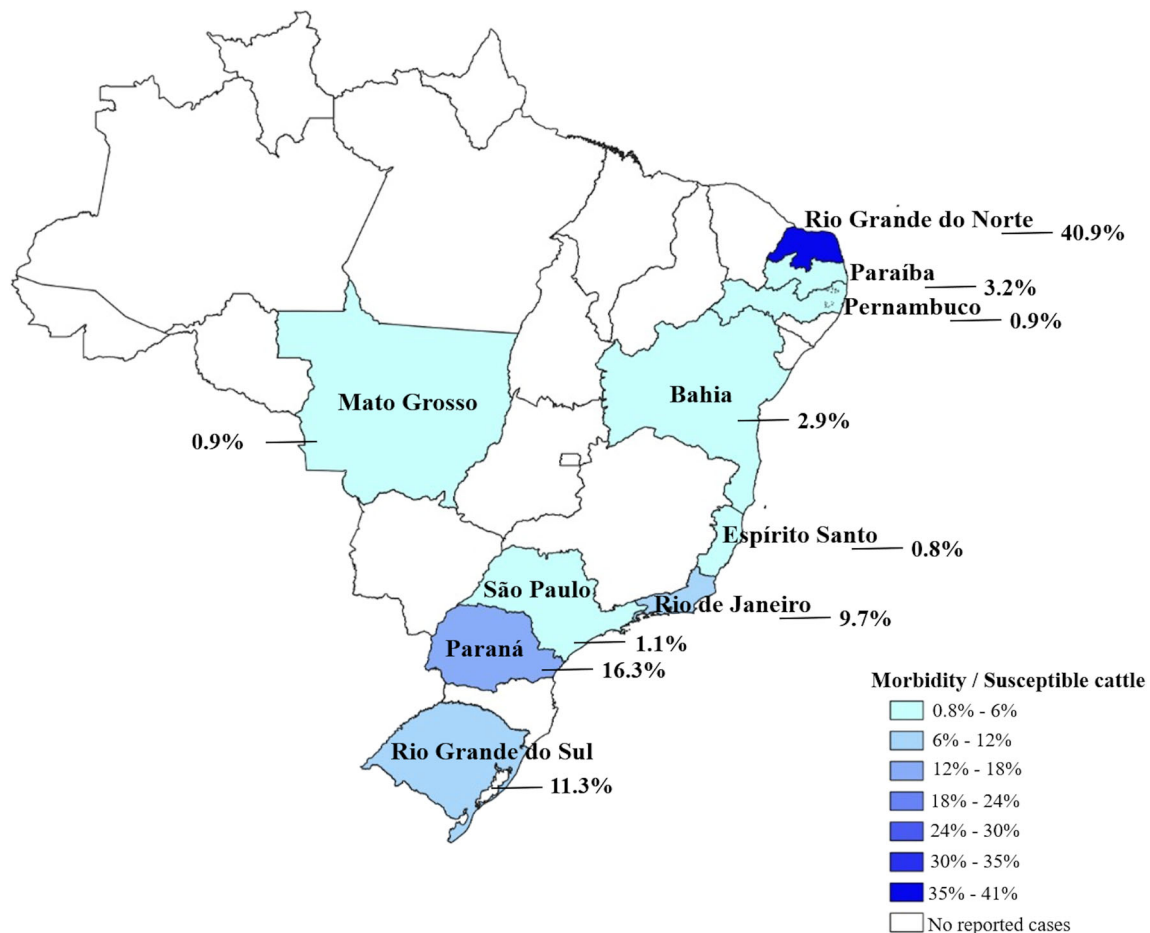 Rio Grande do Norte
40.9%
Paraíba
3.2%
Pernambuco
0.9%
Bahia
2.9%
Mato Grosso
0.9%
Espírito Santo
0.8%
São Paulo
1.1%
Rio de Janeiro
9.7%
Paraná
16.3%
Rio Grande do Sul
11.3%
Morbidity / Susceptible cattle
0.8% - 6%
6% - 12%
12% - 18%
18% - 24%
24% - 30%
30% - 35%
35% - 41%
No reported cases